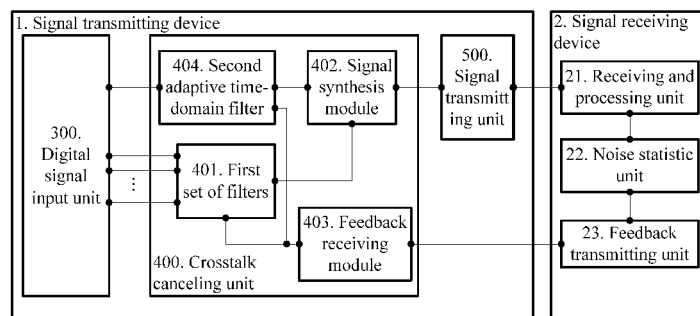 1. Signal transmitting device
2. Signal receiving
device
300.
Digital
signal
input unit
404. Second
adaptive time-
domain filter
402. Signal
synthesis
module
500.
Signal
transmitt
ing unit
21. Receiving and
processing unit
401. First
set of filters
22. Noise statistic
unit
403. Feedback
receiving
module
23. Feedback
transmitting unit
400. Crosstalk
canceling unit